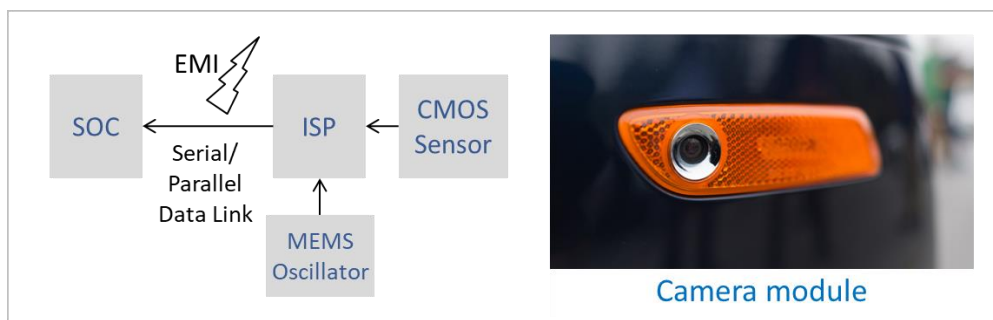 EMI
SOC
ISP
CMOS
Sensor
Serial/
Parallel
Data Link
MEMS
Oscillator
Camera module